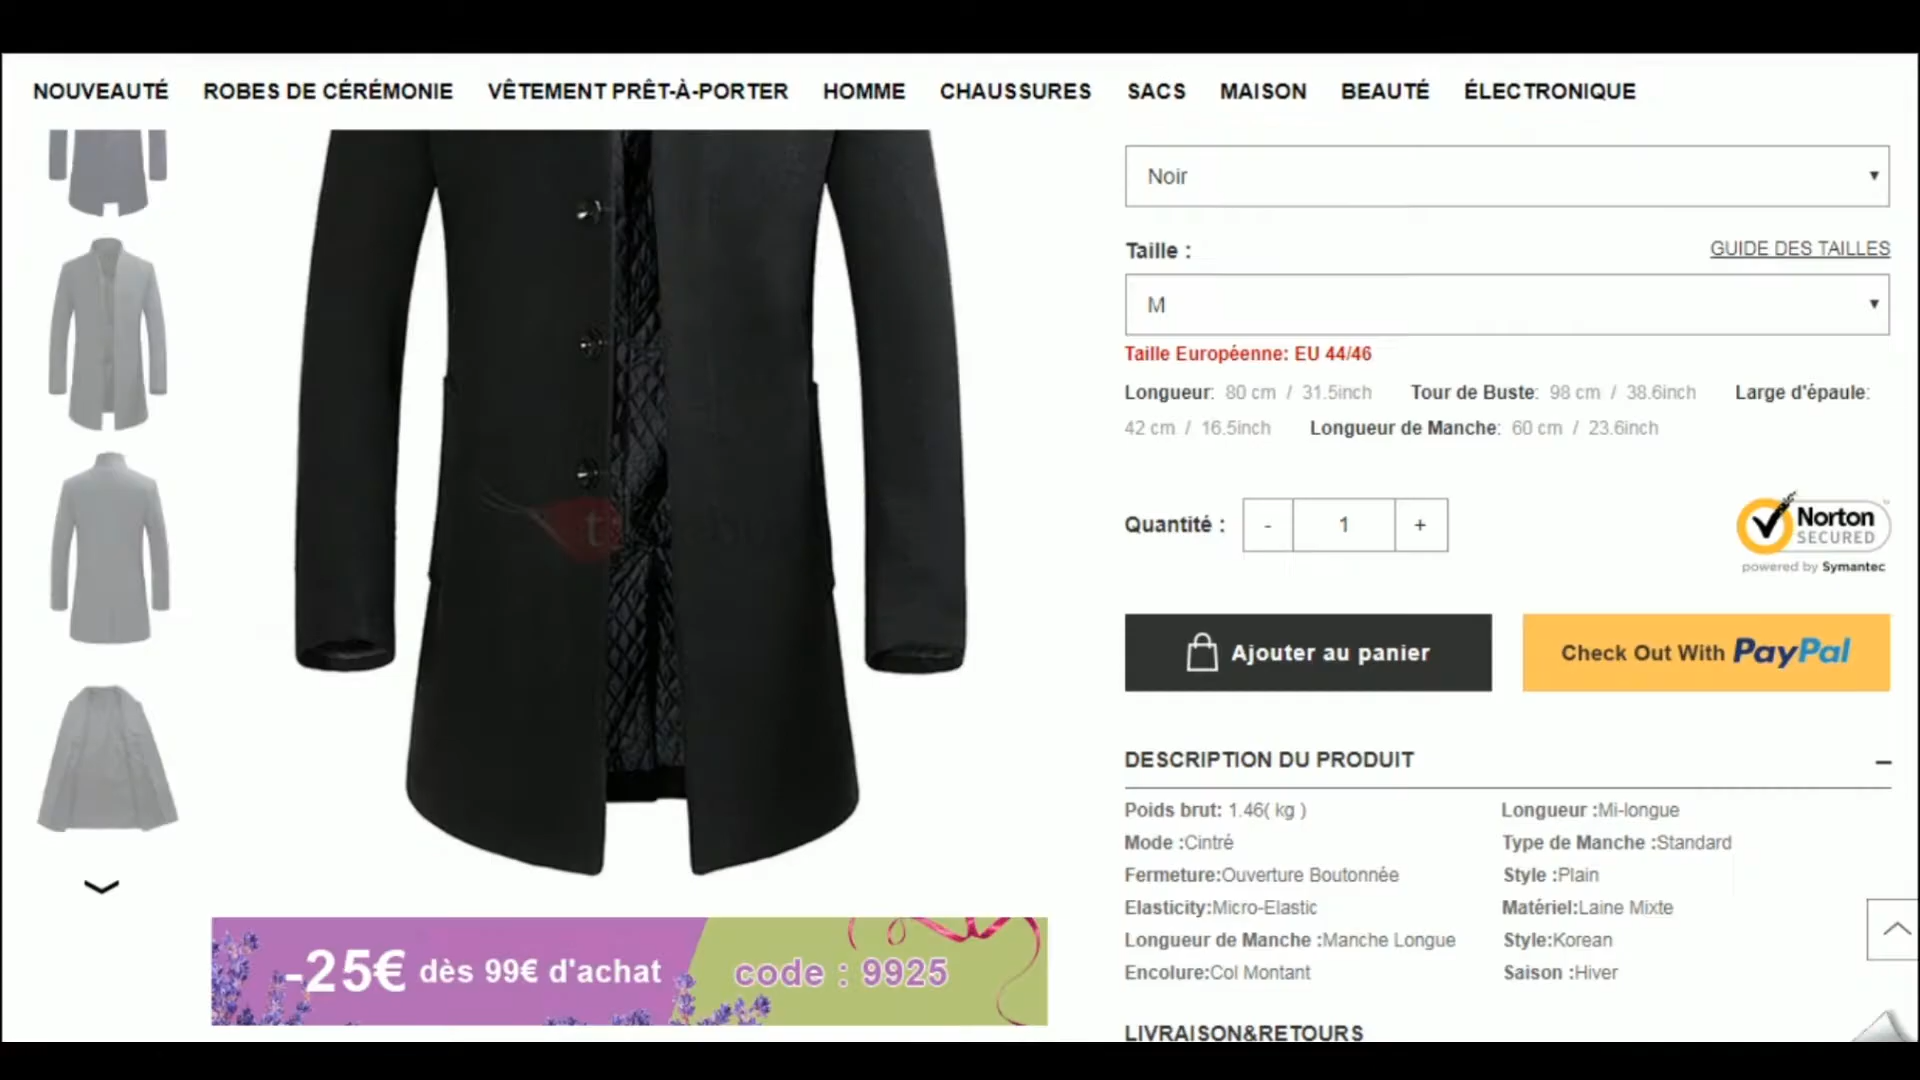 NOUVEAUTÉ ROBES DE CÉRÉMONIE VÊTEMENT PRÊT-À-PORTER HOMME CHAUSSURES SACS MAISON BEAUTÉ ÉLECTRONIQUE
Noir
Taille :
GUIDE DES TAILLES
M
Taille Européenne: EU 44/46
Longueur: 80 cm / 31.5inch Tour de Buste: 98 cm / 38.6inch Large d'épaule:
42 cm / 16.5inch Longueur de Manche: 60 cm / 23.6inch
Quantité : - 1 +
Norton
SECURED
powered by Symantec
Ajouter au panier
Check Out With PayPal
DESCRIPTION DU PRODUIT
Poids brut: 1.46( kg ) Longueur :Mi-longue
Mode :Cintré Type de Manche :Standard
Fermeture:Ouverture Boutonnée Style :Plain
Elasticity:Micro-Elastic Matériel:Laine Mixte
Longueur de Manche :Manche Longue Style:Korean
Encolure:Col Montant Saison :Hiver
-25€ dès 99€ d'achat code : 9925
LIVRAISON&RETOURS